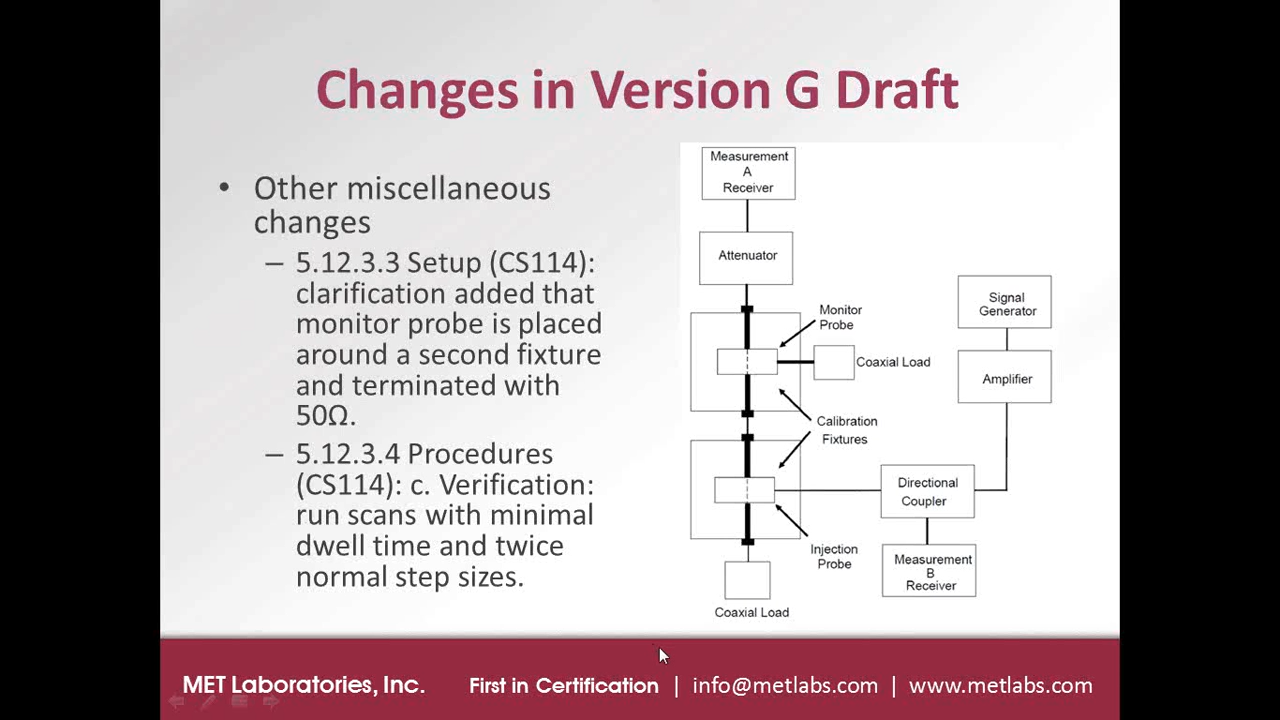 Changes in Version G Draft
• Other miscellaneous
changes
– 5.12.3.3 Setup (CS114):
clarification added that
monitor probe is placed
around a second fixture
and terminated with
50Ω.
– 5.12.3.4 Procedures
(CS114): c. Verification:
run scans with minimal
dwell time and twice
normal step sizes.
Measurement
A
Receiver
Attenuator
Monitor
Probe
Coaxial Load
Calibration
Fixtures
Injection
Probe
Coaxial Load
Signal
Generator
Amplifier
Directional
Coupler
Measurement
B
Receiver
MET Laboratories, Inc. First in Certification | info@metlabs.com | www.metlabs.com